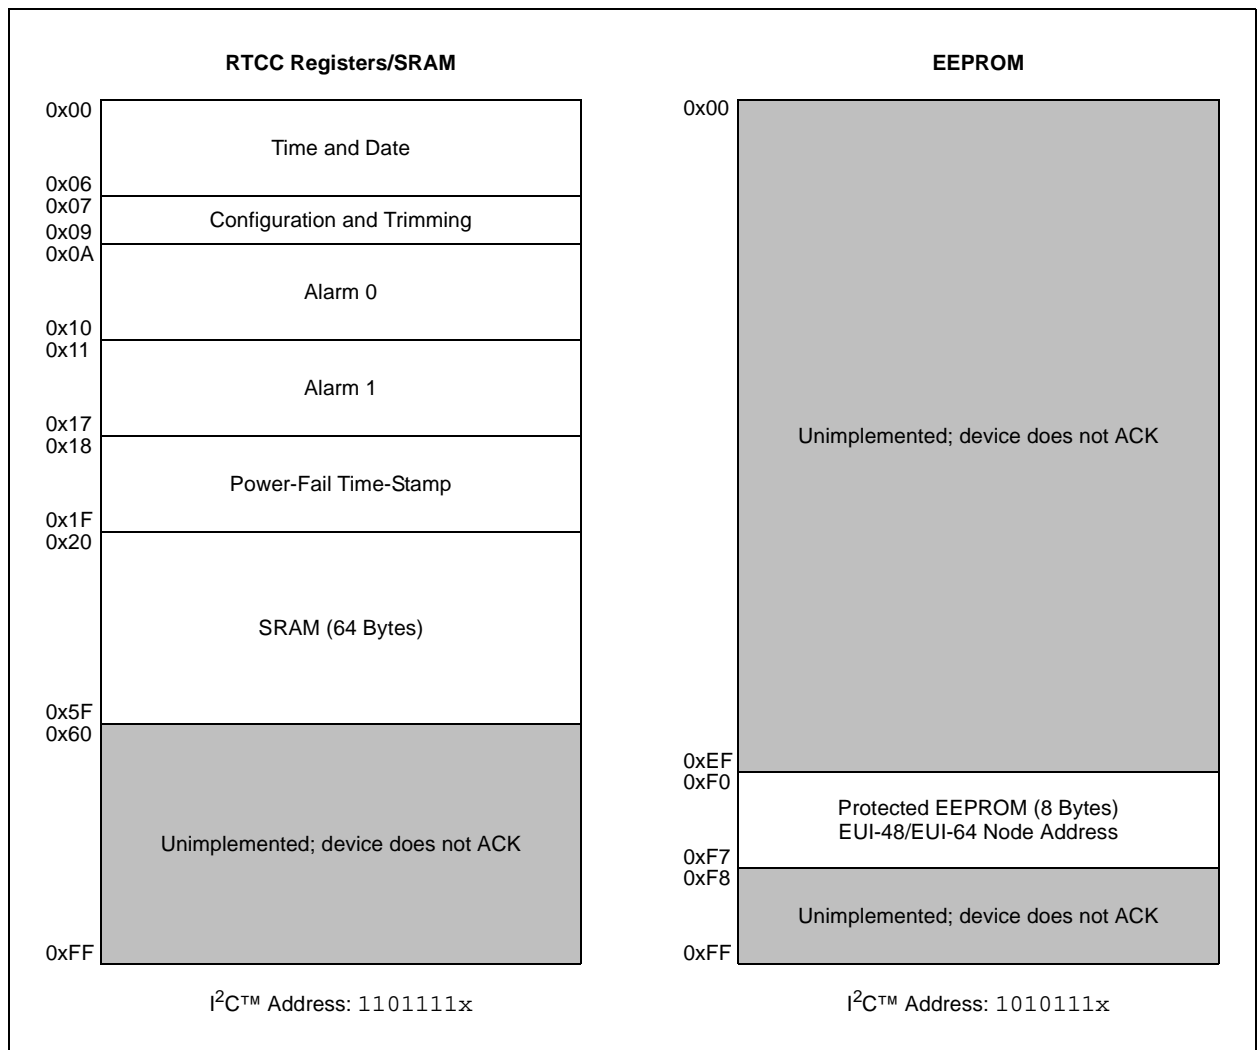 RTCC Registers/SRAM
0x00
Time and Date
0x06
0x07
Configuration and Trimming
0x09
0x0A
Alarm 0
0x10
0x11
Alarm 1
0x17
0x18
Power-Fail Time-Stamp
0x1F
0x20
SRAM (64 Bytes)
0x5F
0x60
Unimplemented; device does not ACK
0xFF
I²C™ Address: 1101111x
EEPROM
0x00
Unimplemented; device does not ACK
0xEF
0xF0
Protected EEPROM (8 Bytes)
EUI-48/EUI-64 Node Address
0xF7
0xF8
Unimplemented; device does not ACK
0xFF
I²C™ Address: 1010111x